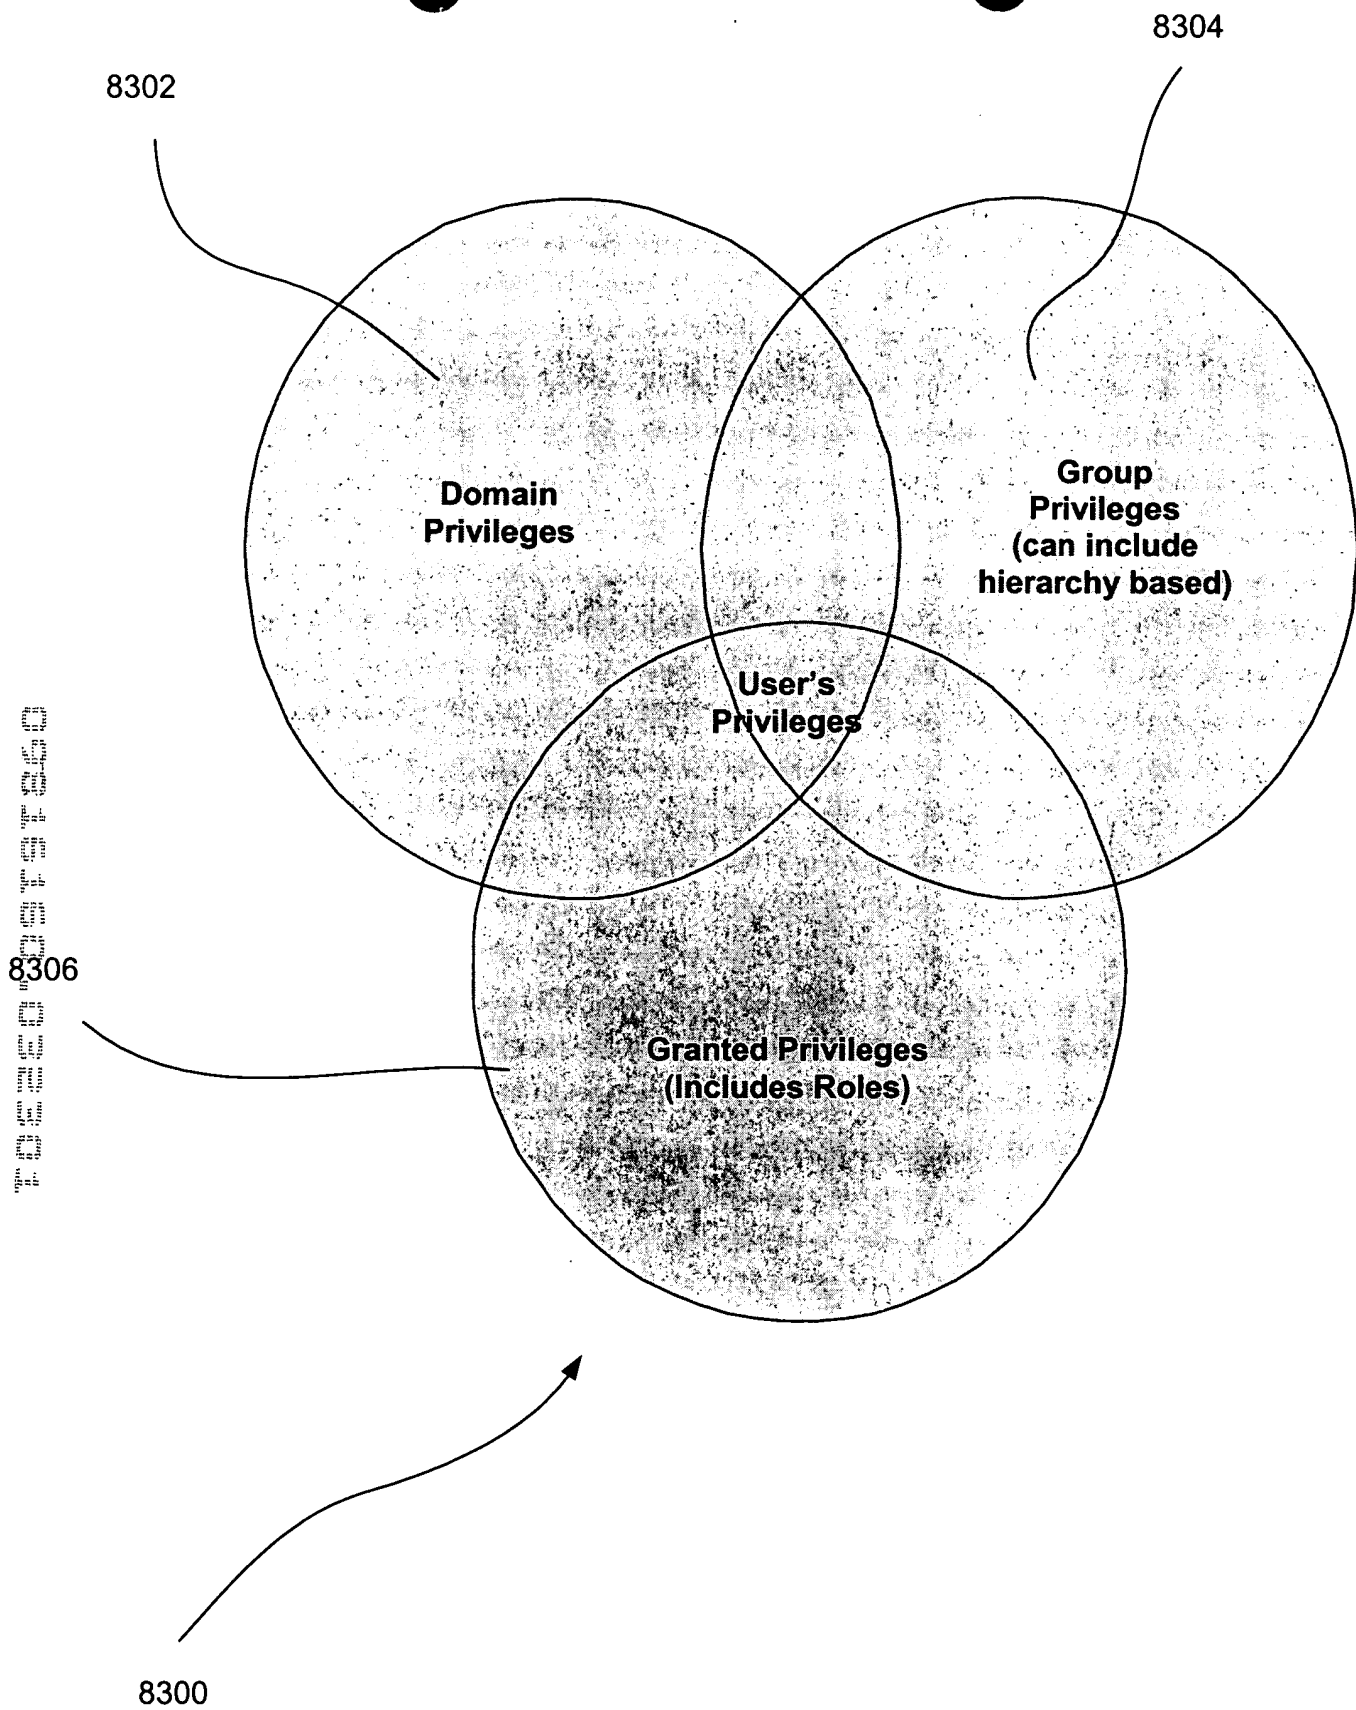 8304
8302
Domain
Privileges
Group
Privileges
(can include
hierarchy based)
User's
Privileges
8306
Granted Privileges
(Includes Roles)
8300